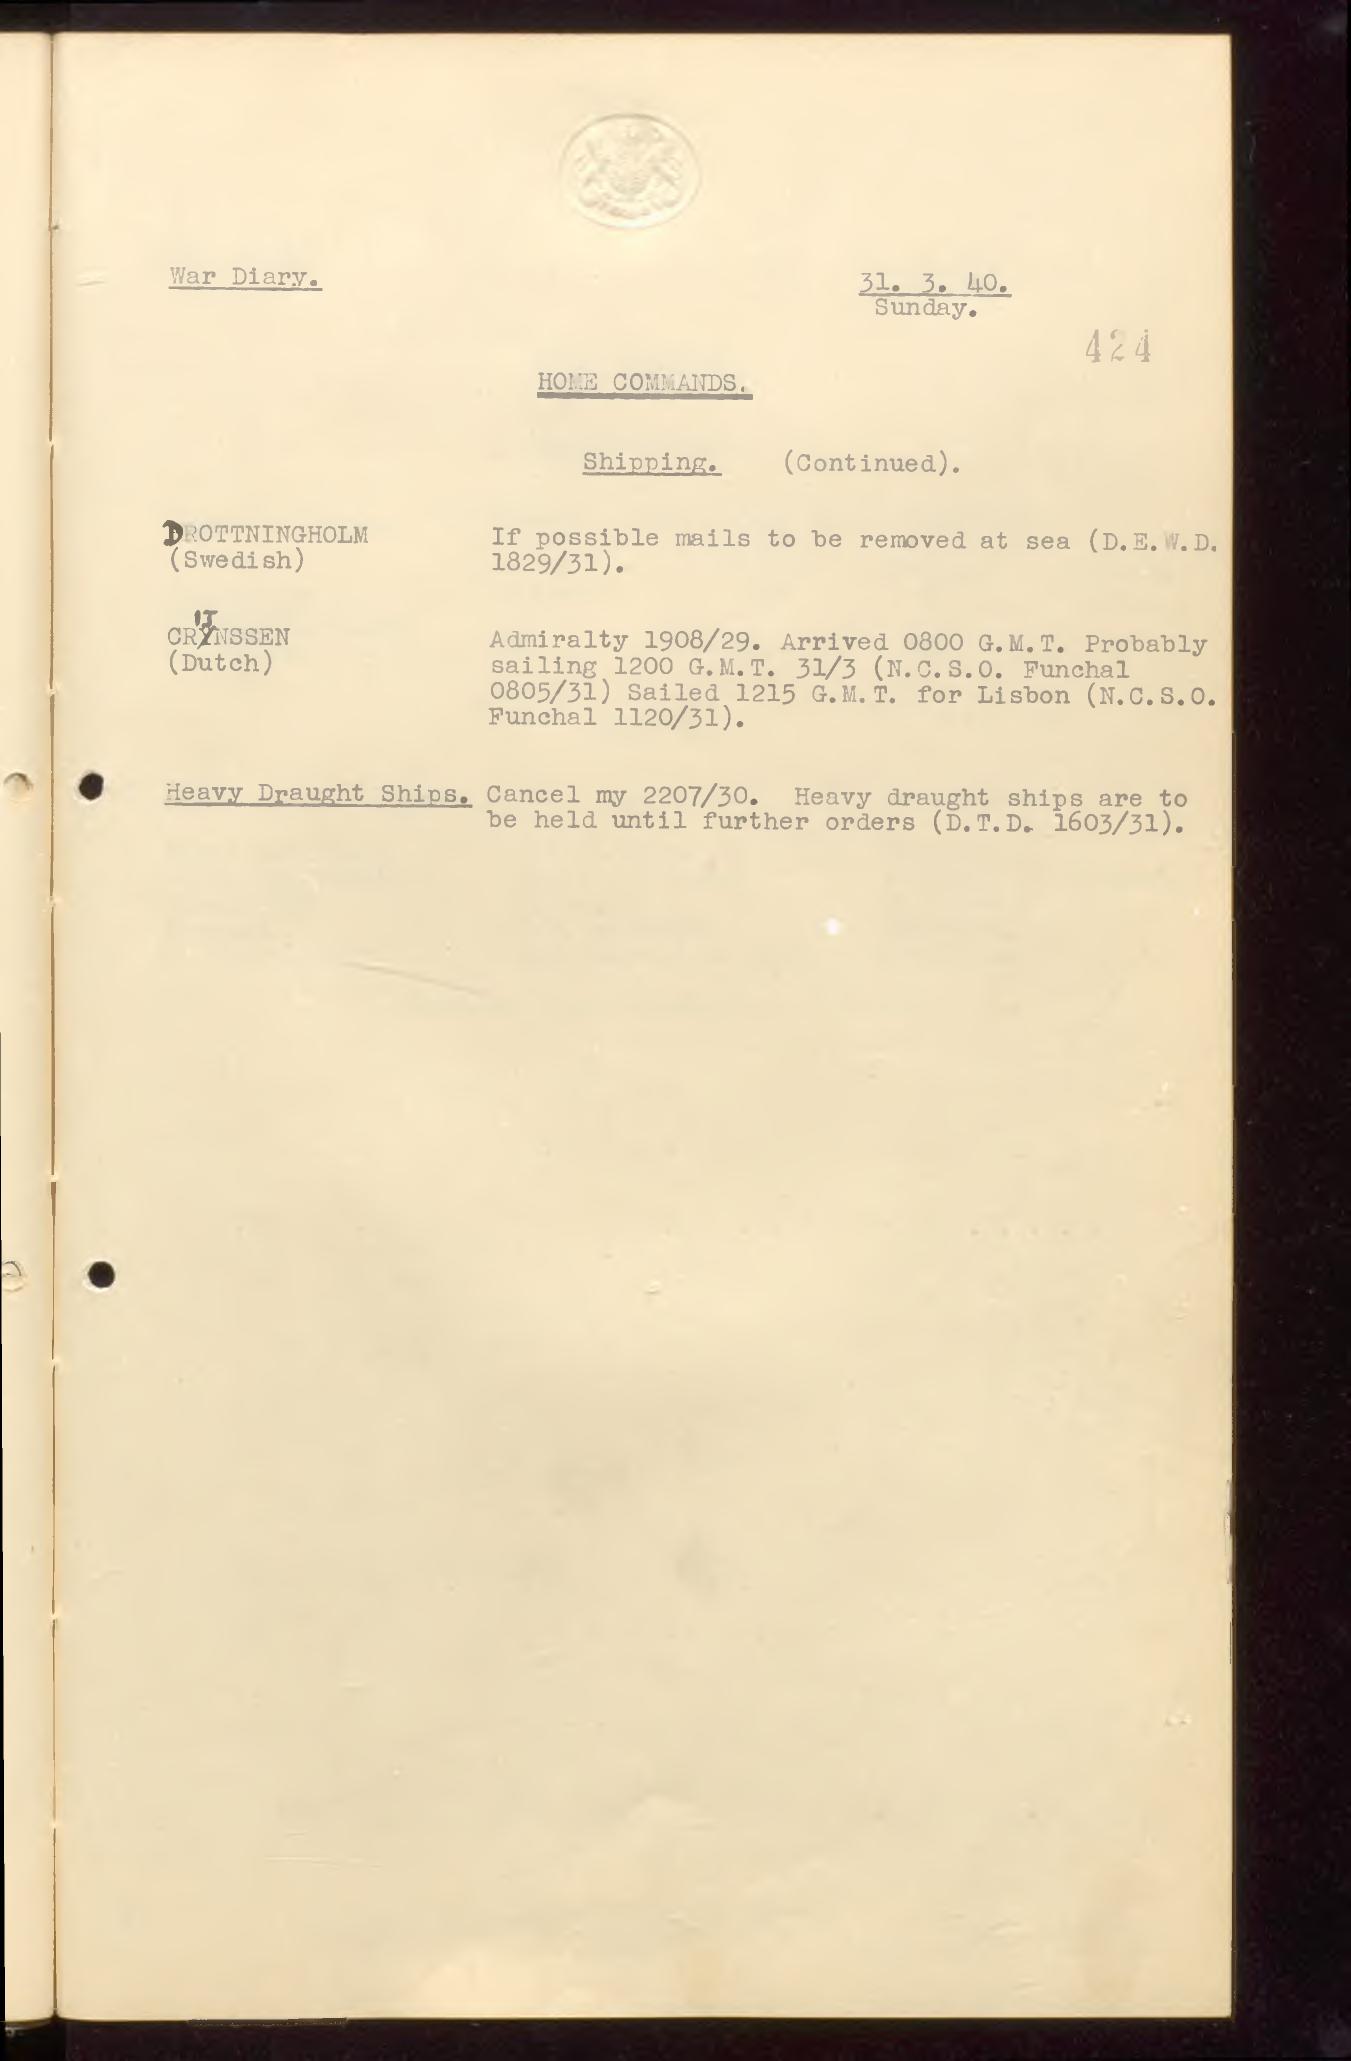 War Diary.
31. 3. 40.
Sunday.
424
HOME COMMANDS.
Shipping. (Continued).
DROTTNINGHOLM
(Swedish)
If possible mails to be removed at sea (D.E.W.D.
1829/31).
CRIJNSSEN
(Dutch)
Admiralty 1908/29. Arrived 0800 G.M.T. Probably
sailing 1200 G.M.T. 31/3 (N.C.S.O. Funchal
0805/31) Sailed 1215 G.M.T. for Lisbon (N.C.S.O.
Funchal 1120/31).
Heavy Draught Ships. Cancel my 2207/30. Heavy draught ships are to
be held until further orders (D.T.D. 1603/31).